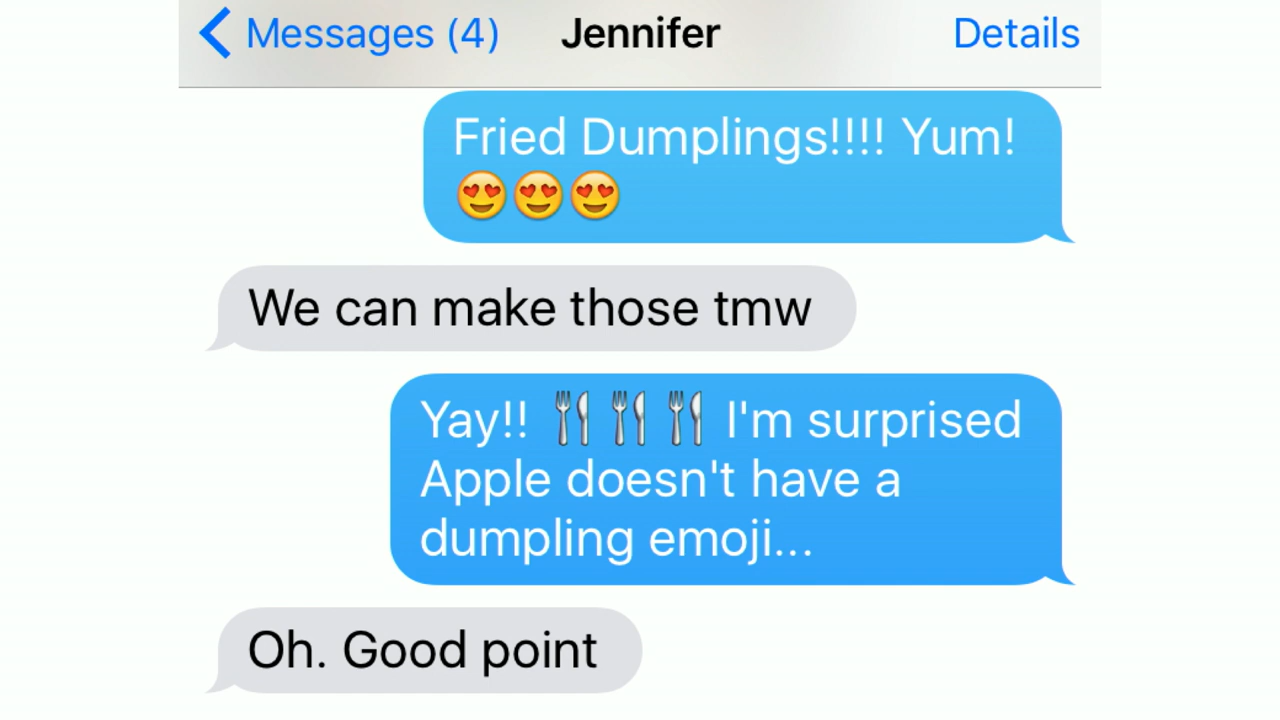 Messages (4) Jennifer Details
Fried Dumplings!!!! Yum!
😍😍😍
We can make those tmw
Yay!! 🍴🍴🍴 I'm surprised
Apple doesn't have a
dumpling emoji...
Oh. Good point